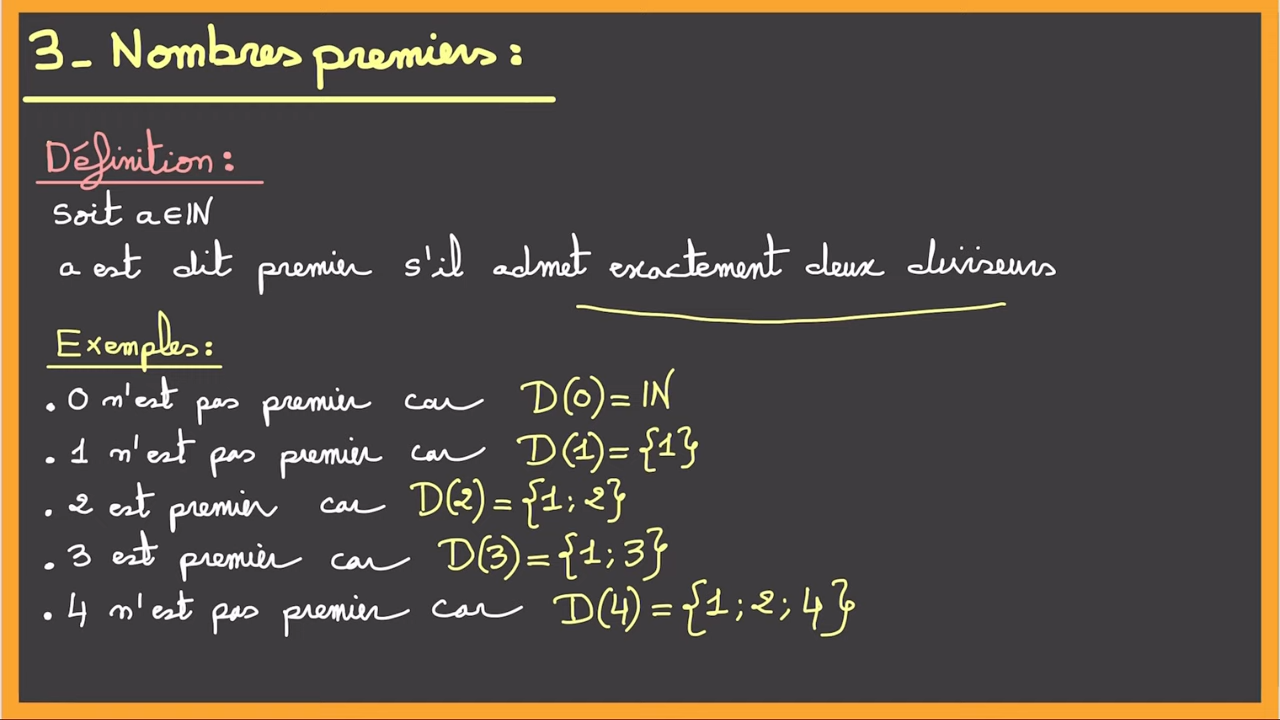 3- Nombres premiers :
Définition :
Soit a ∈ ℕ
a est dit premier s'il admet exactement deux diviseurs
Exemples :
. 0 n'est pas premier car D(0) = ℕ
. 1 n'est pas premier car D(1) = {1}
. 2 est premier car D(2) = {1 ; 2}
. 3 est premier car D(3) = {1 ; 3}
. 4 n'est pas premier car D(4) = {1 ; 2 ; 4}